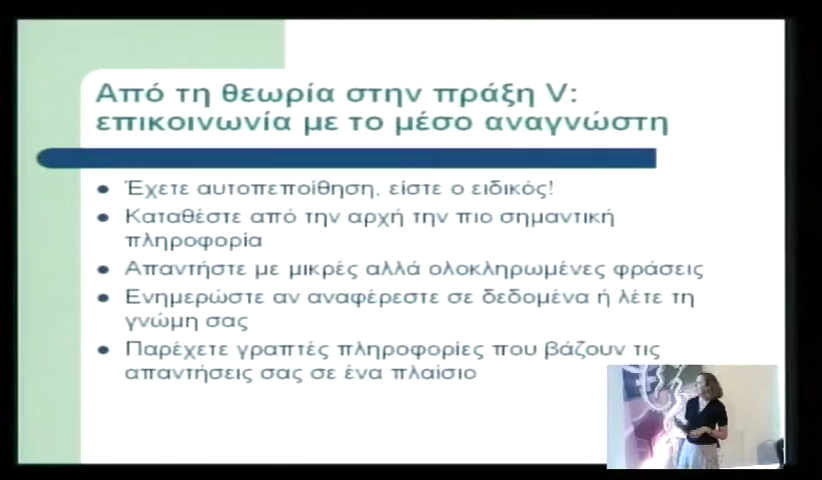 Από τη θεωρία στην πράξη V:
επικοινωνία με το μέσο αναγνώστη
Έχετε αυτοπεποίθηση, είστε ο ειδικός!
Καταθέστε από την αρχή την πιο σημαντική
πληροφορία
Απαντήστε με μικρές αλλά ολοκληρωμένες φράσεις
Ενημερώστε αν αναφέρεστε σε δεδομένα ή λέτε τη
γνώμη σας
Παρέχετε γραπτές πληροφορίες που βάζουν τις
απαντήσεις σας σε ένα πλαίσιο